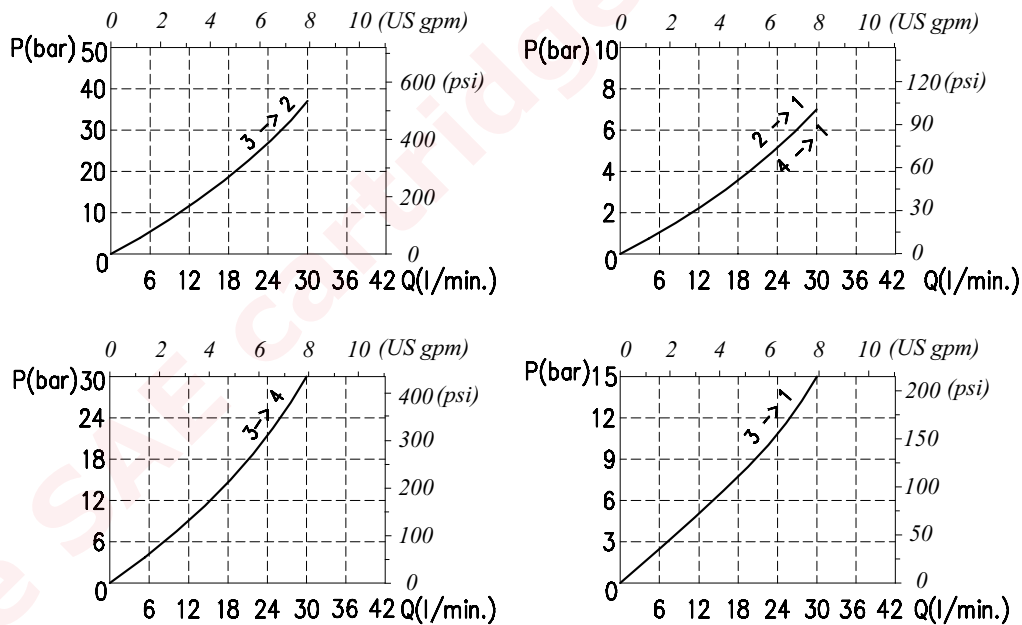 0 2 4 6 8 10 (US gpm)
P(bar) 50
40
30
20
10
0
600 (psi)
400
200
0
3 -> 2
6 12 18 24 30 36 42 Q(l/min.)
0 2 4 6 8 10 (US gpm)
P(bar) 10
8
6
4
2
0
120 (psi)
90
60
30
0
2 -> 1
4 -> 1
6 12 18 24 30 36 42 Q(l/min.)
0 2 4 6 8 10 (US gpm)
P(bar) 30
24
18
12
6
0
400 (psi)
300
200
100
0
3 -> 4
6 12 18 24 30 36 42 Q(l/min.)
0 2 4 6 8 10 (US gpm)
P(bar) 15
12
9
6
3
0
200 (psi)
150
100
50
0
3 -> 1
6 12 18 24 30 36 42 Q(l/min.)
e SAE cartridge